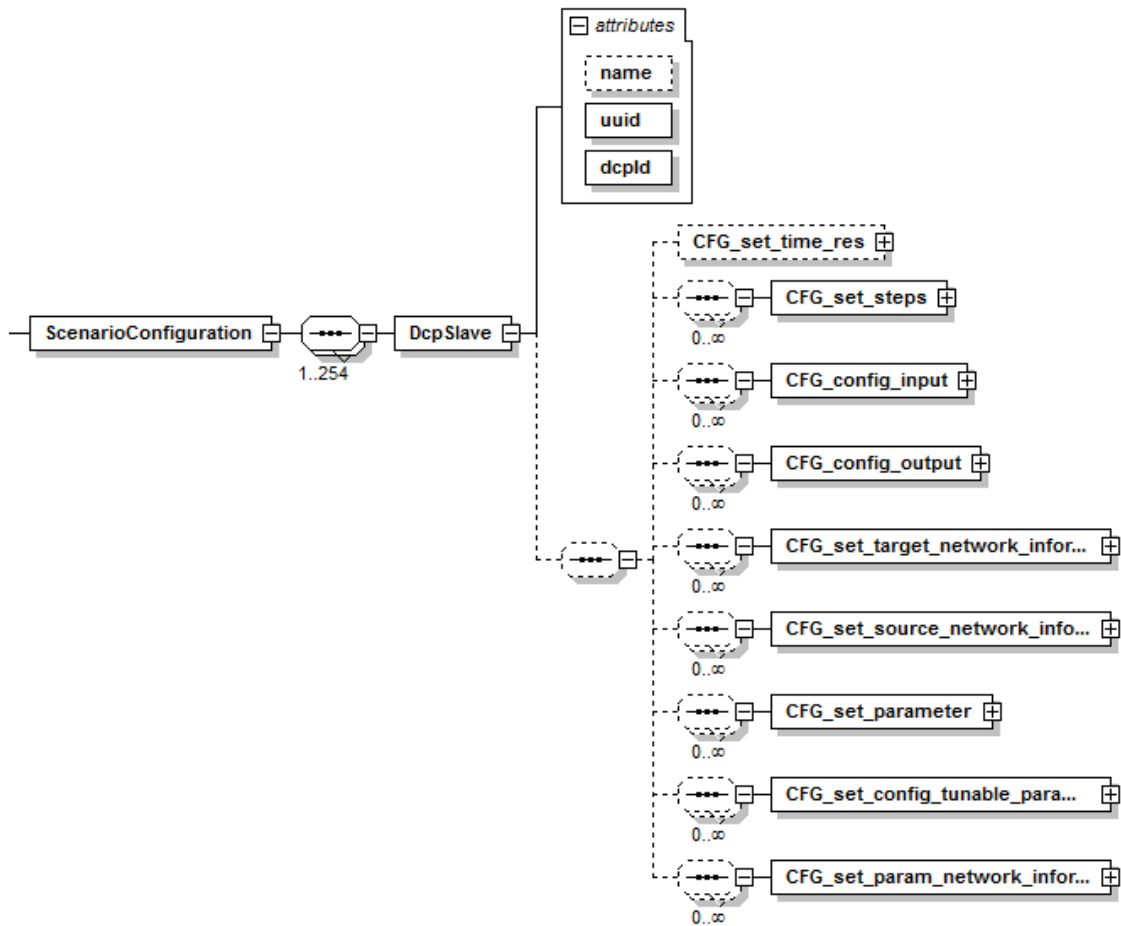 attributes
name
uuid
dcpId
CFG_set_time_res
CFG_set_steps
0..∞
ScenarioConfiguration
1..254
DcpSlave
CFG_config_input
0..∞
CFG_config_output
0..∞
CFG_set_target_network_infor...
0..∞
CFG_set_source_network_info...
0..∞
CFG_set_parameter
0..∞
CFG_set_config_tunable_para...
0..∞
CFG_set_param_network_infor...
0..∞